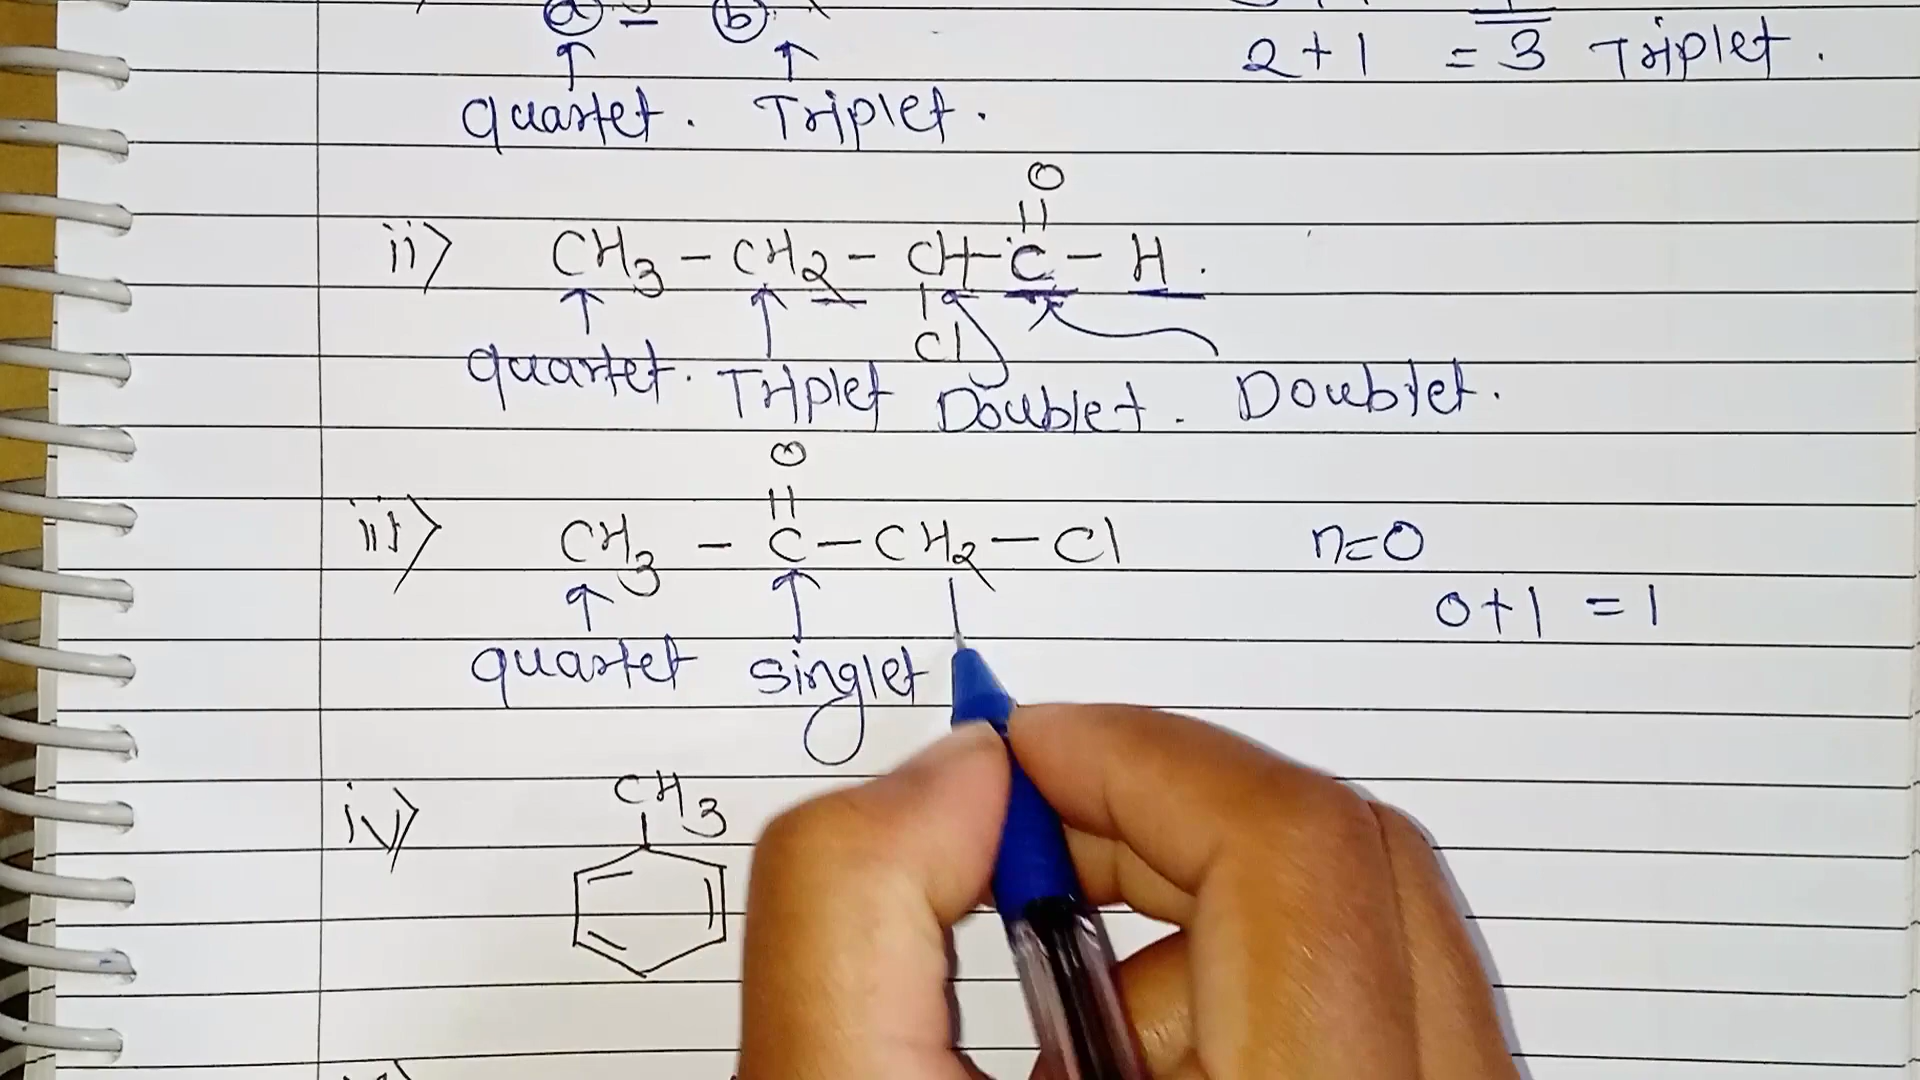 a b
2 + 1 = 3 Triplet.
quartet. Triplet.
O
ii) CH3 - CH2 - CH - C - H.
Cl
quartet. Triplet Doublet. Doublet.
O
iii) CH3 - C - CH2 - Cl n=0
0+1 = 1
quartet singlet
CH3
iv)